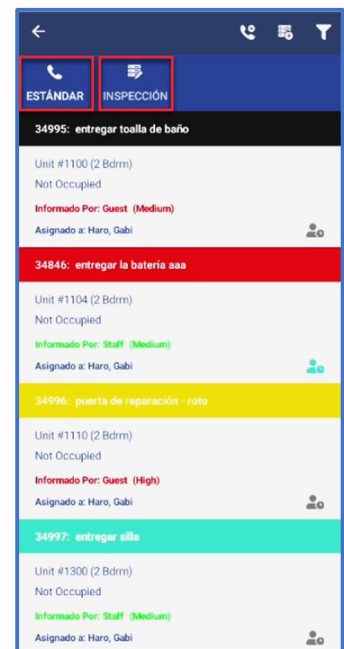 ESTÁNDAR
INSPECCIÓN
34995: entregar toalla de baño
Unit #1100 (2 Bdrm)
Not Occupied
Informado Por: Guest (Medium)
Asignado a: Haro, Gabi
34846: entregar la batería aaa
Unit #1104 (2 Bdrm)
Not Occupied
Informado Por: Staff (Medium)
Asignado a: Haro, Gabi
34996: puerta de reparación - roto
Unit #1110 (2 Bdrm)
Not Occupied
Informado Por: Guest (High)
Asignado a: Haro, Gabi
34997: entregar silla
Unit #1300 (2 Bdrm)
Not Occupied
Informado Por: Staff (Medium)
Asignado a: Haro, Gabi